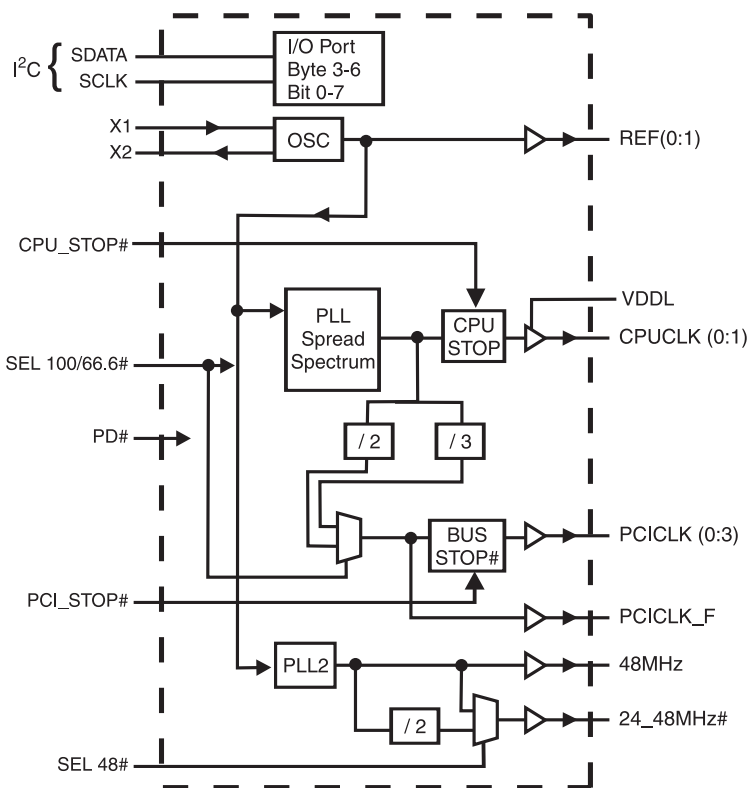 I²C { SDATA
SCLK
I/O Port
Byte 3-6
Bit 0-7
X1
X2
OSC
REF(0:1)
CPU_STOP#
PLL
Spread
Spectrum
CPU
STOP
VDDL
CPUCLK (0:1)
SEL 100/66.6#
PD#
/ 2
/ 3
BUS
STOP#
PCICLK (0:3)
PCI_STOP#
PCICLK_F
PLL2
48MHz
/ 2
24_48MHz#
SEL 48#